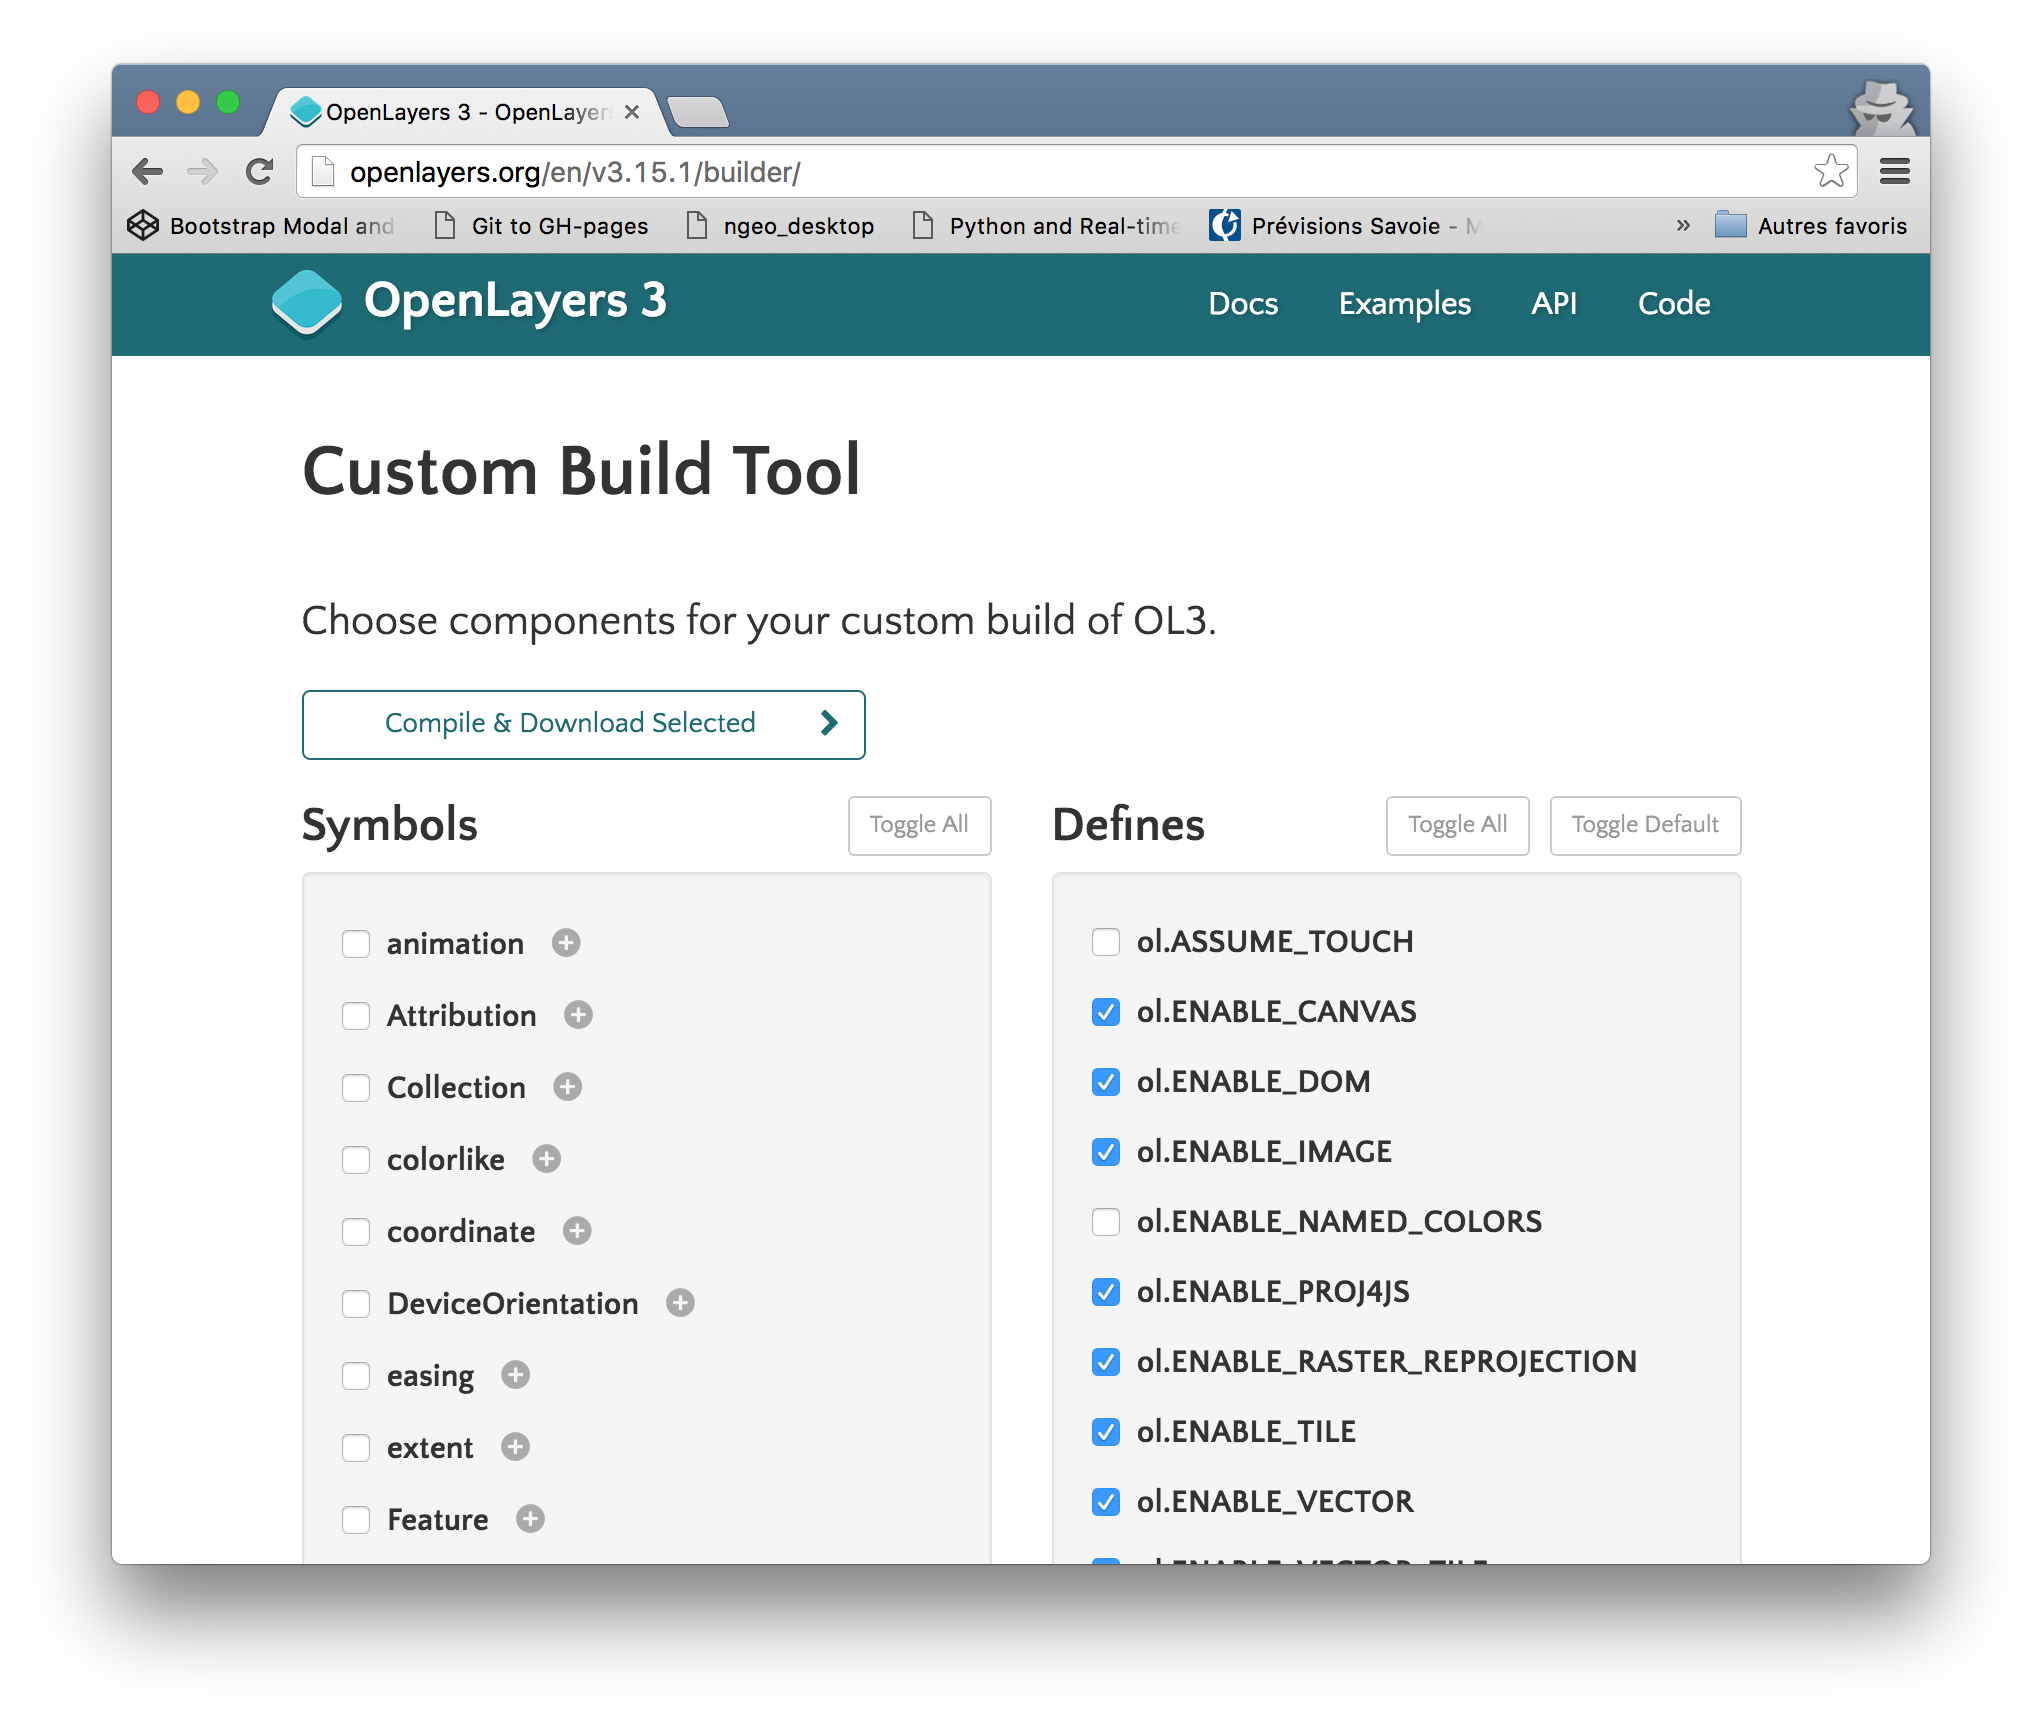 OpenLayers 3 - OpenLayer
openlayers.org/en/v3.15.1/builder/
Bootstrap Modal and Git to GH-pages ngeo_desktop Python and Real-time Prévisions Savoie - M » Autres favoris
OpenLayers 3 Docs Examples API Code
Custom Build Tool
Choose components for your custom build of OL3.
Compile & Download Selected
Symbols Toggle All
animation
Attribution
Collection
colorlike
coordinate
DeviceOrientation
easing
extent
Feature
Defines Toggle All Toggle Default
ol.ASSUME_TOUCH
ol.ENABLE_CANVAS
ol.ENABLE_DOM
ol.ENABLE_IMAGE
ol.ENABLE_NAMED_COLORS
ol.ENABLE_PROJ4JS
ol.ENABLE_RASTER_REPROJECTION
ol.ENABLE_TILE
ol.ENABLE_VECTOR
ol.ENABLE_VECTOR_TILE